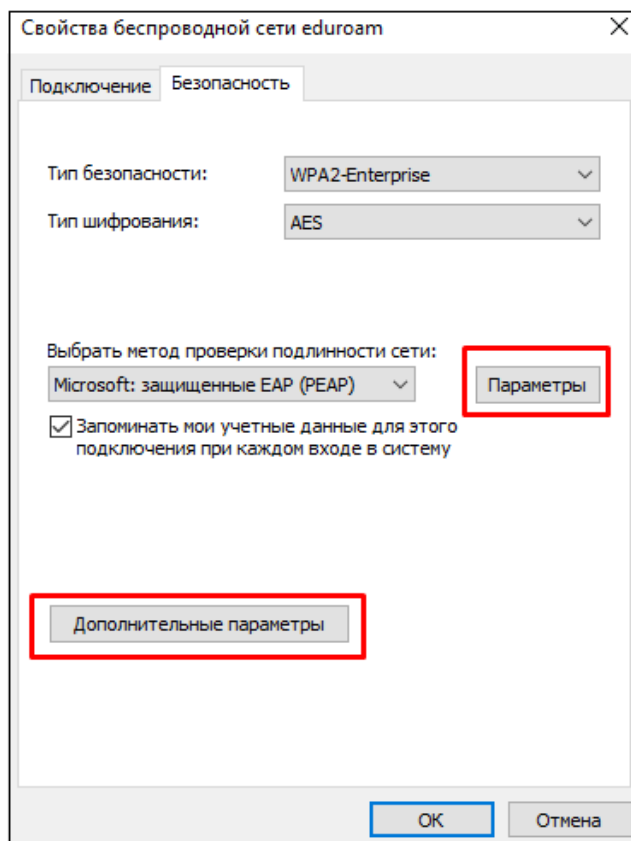 Свойства беспроводной сети eduroam
Подключение Безопасность
Тип безопасности: WPA2-Enterprise
Тип шифрования: AES
Выбрать метод проверки подлинности сети:
Microsoft: защищенные EAP (PEAP) Параметры
Запоминать мои учетные данные для этого
подключения при каждом входе в систему
Дополнительные параметры
ОК Отмена